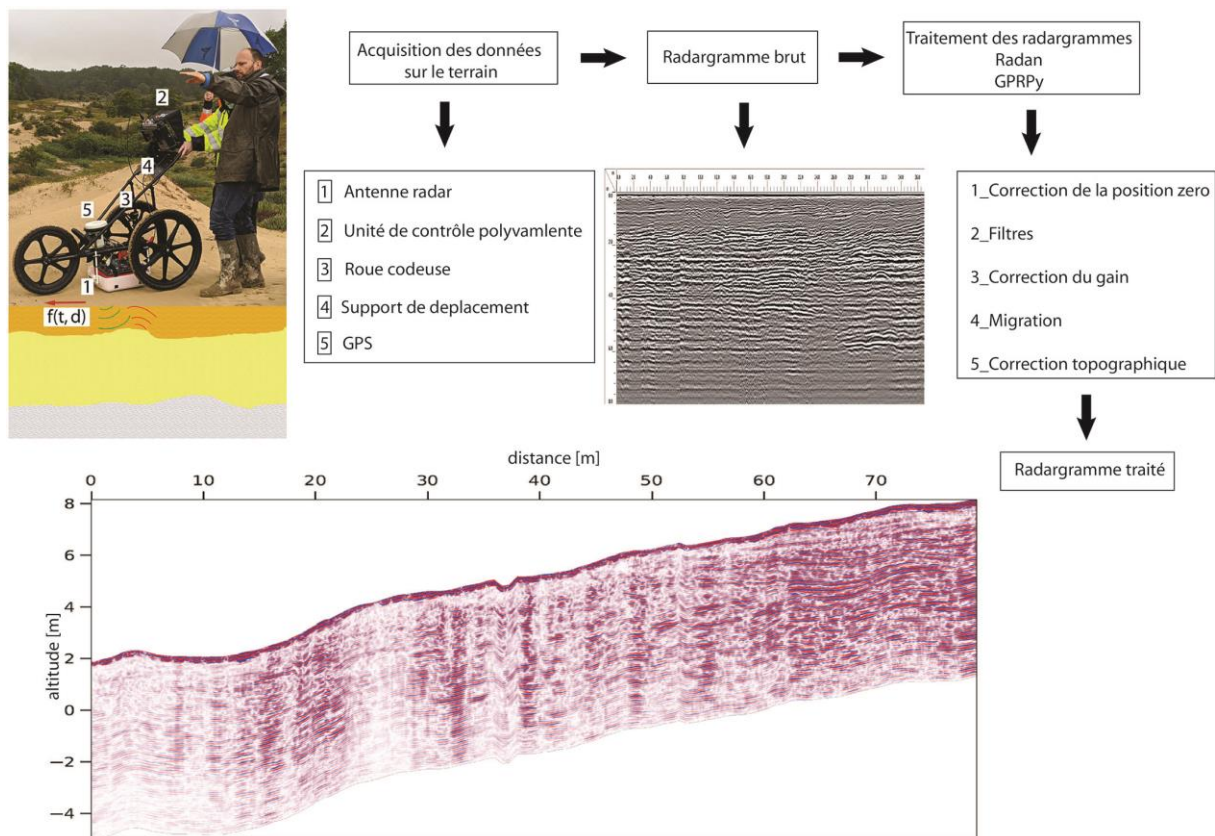 2
4
3
5
1
f(t, d)
Acquisition des données
sur le terrain
Radargramme brut
Traitement des radargrammes
Radan
GPRPy
1 Antenne radar
2 Unité de contrôle polyvamlente
3 Roue codeuse
4 Support de deplacement
5 GPS
1_Correction de la position zero
2_Filtres
3_Correction du gain
4_Migration
5_Correction topographique
Radargramme traité
distance [m]
0 10 20 30 40 50 60 70
altitude [m]
8
6
4
2
0
−2
−4